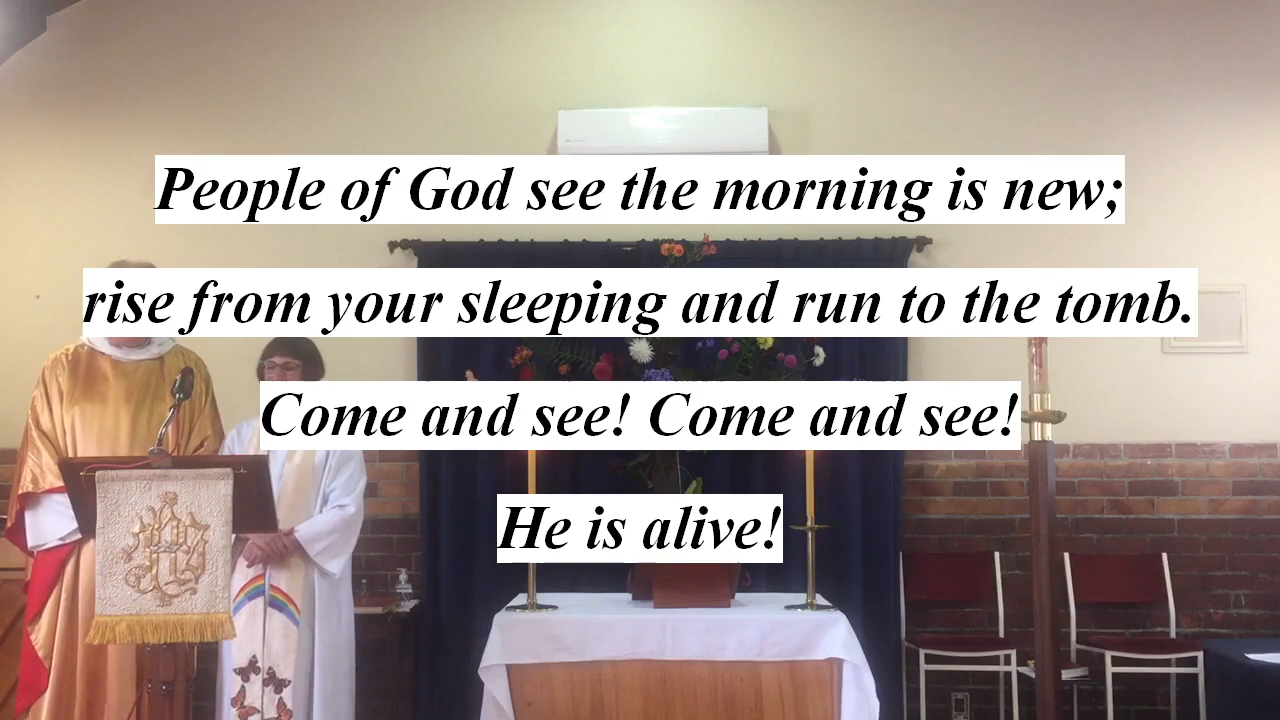 People of God see the morning is new;
rise from your sleeping and run to the tomb.
Come and see! Come and see!
He is alive!